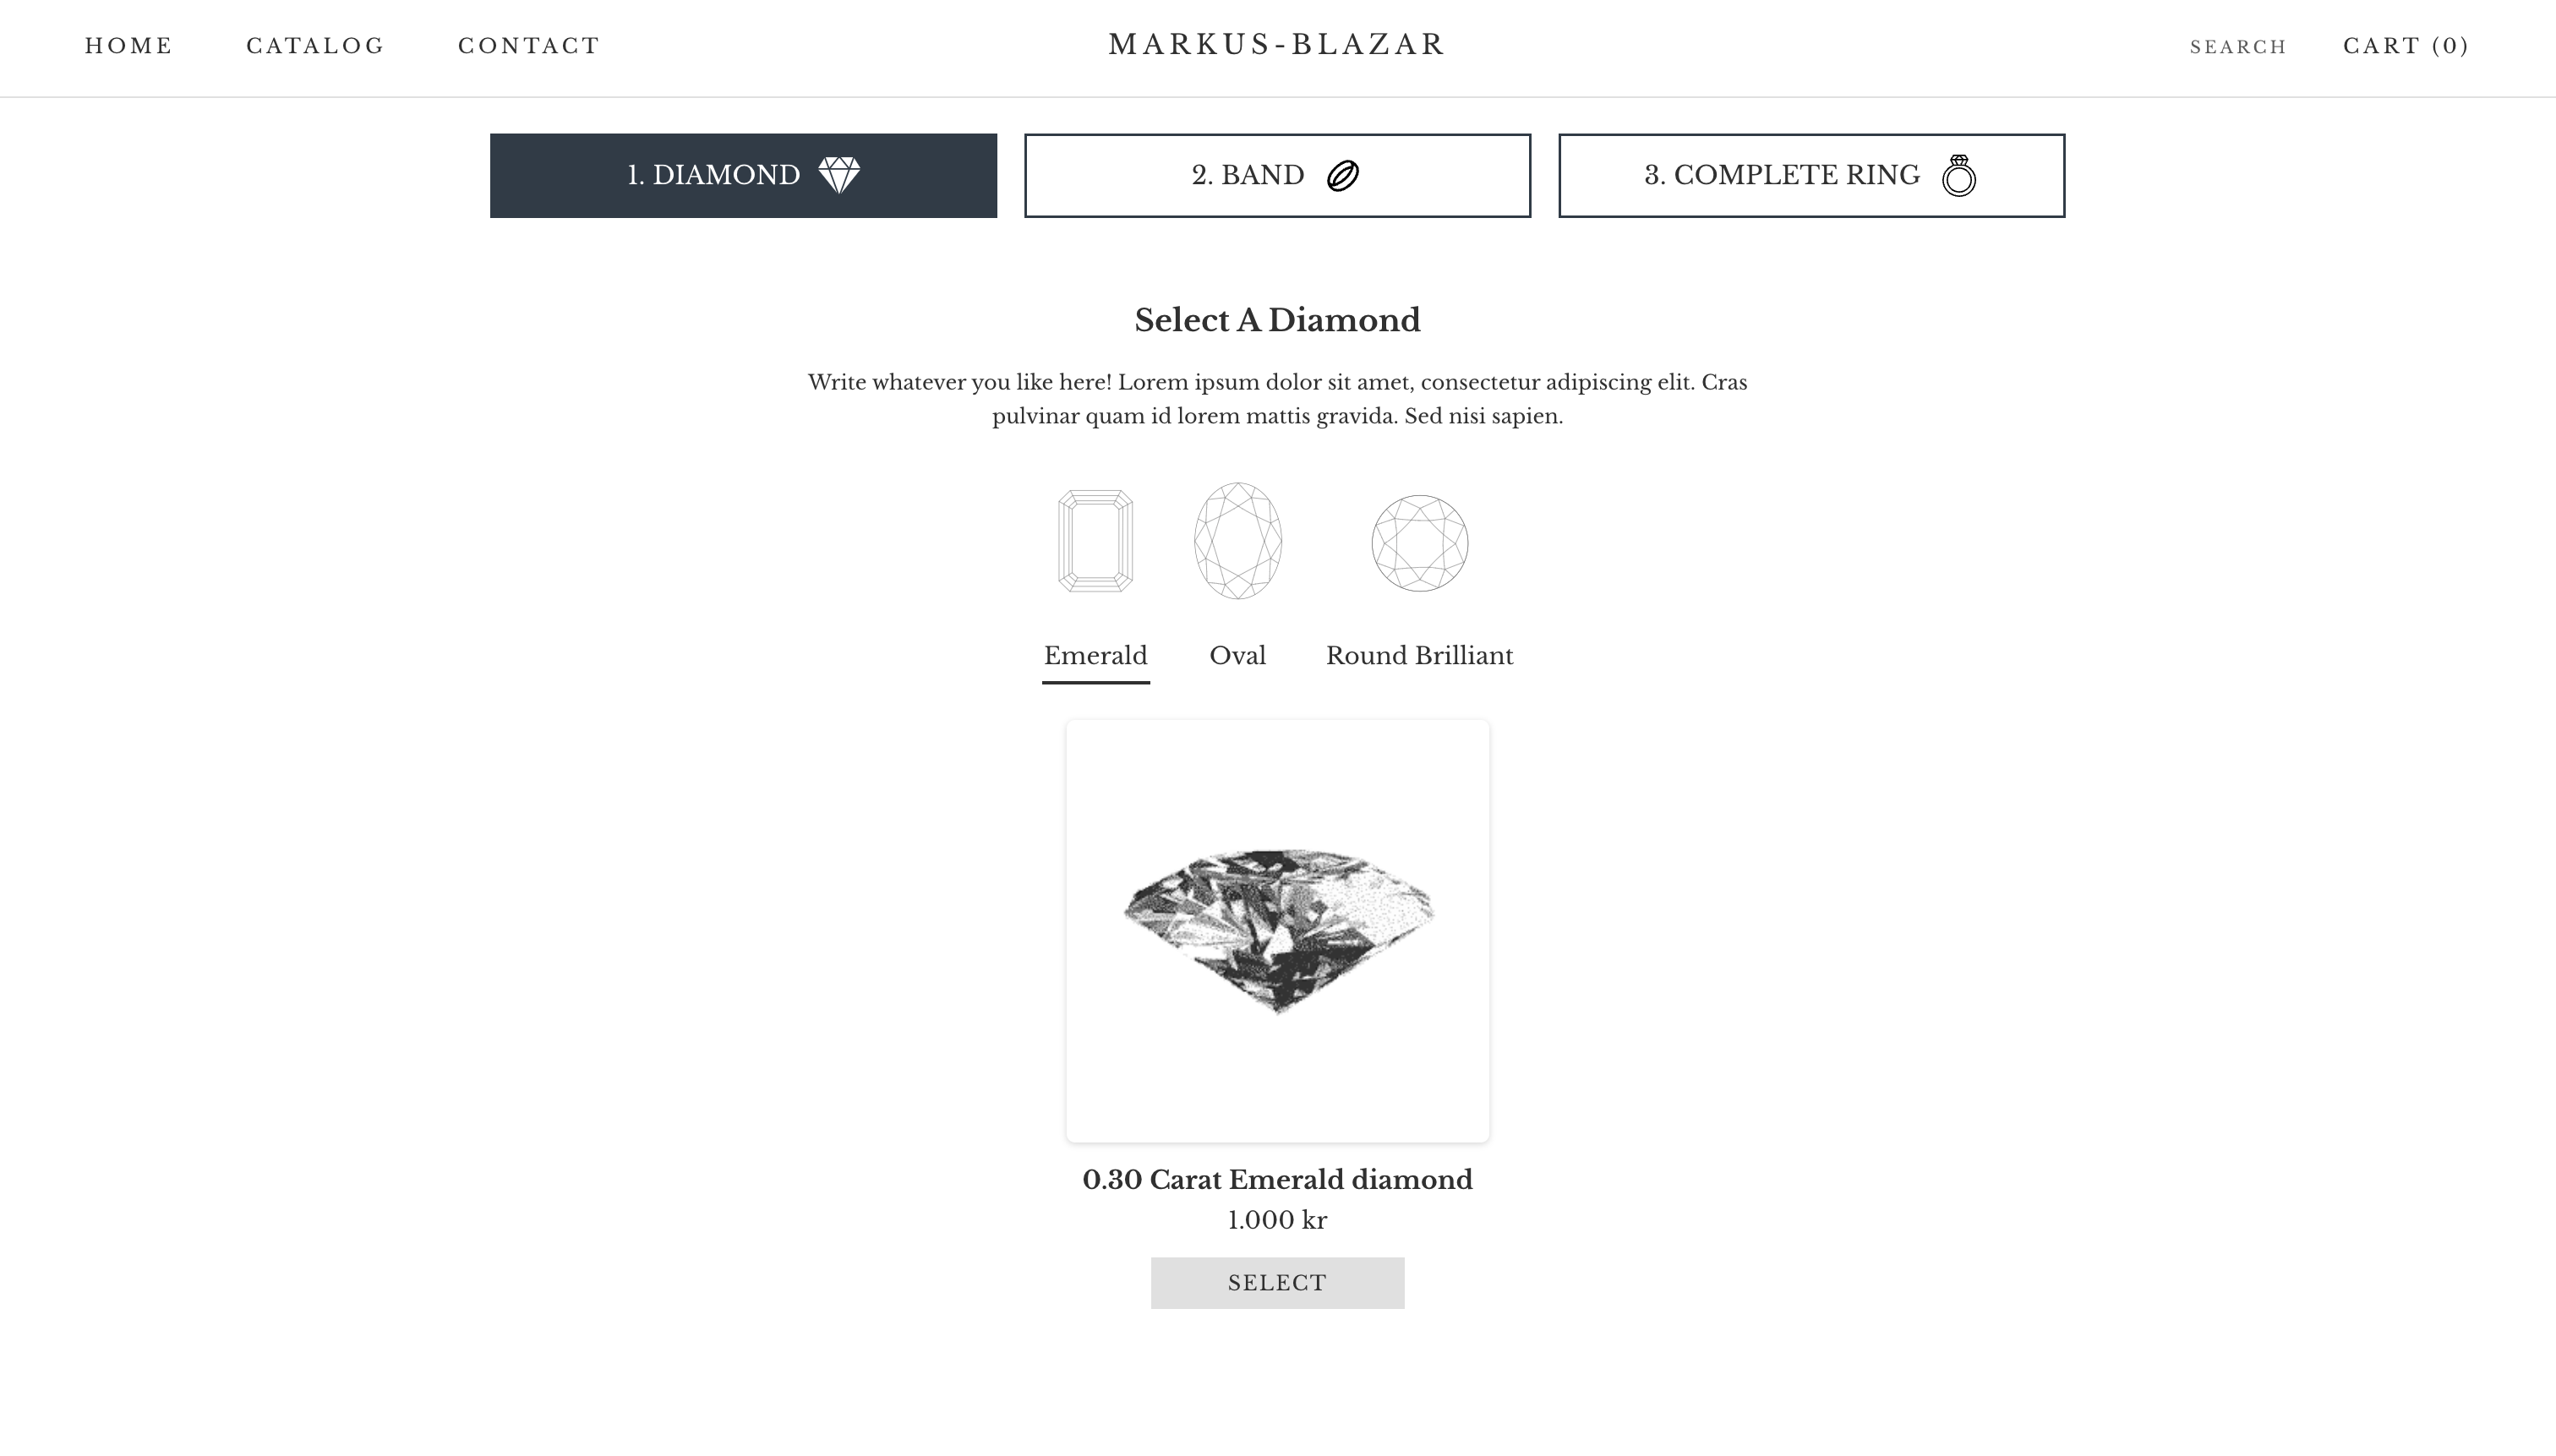 HOME CATALOG CONTACT MARKUS-BLAZAR SEARCH CART (0)
1. DIAMOND 2. BAND 3. COMPLETE RING
Select A Diamond
Write whatever you like here! Lorem ipsum dolor sit amet, consectetur adipiscing elit. Cras
pulvinar quam id lorem mattis gravida. Sed nisi sapien.
Emerald Oval Round Brilliant
0.30 Carat Emerald diamond
1.000 kr
SELECT